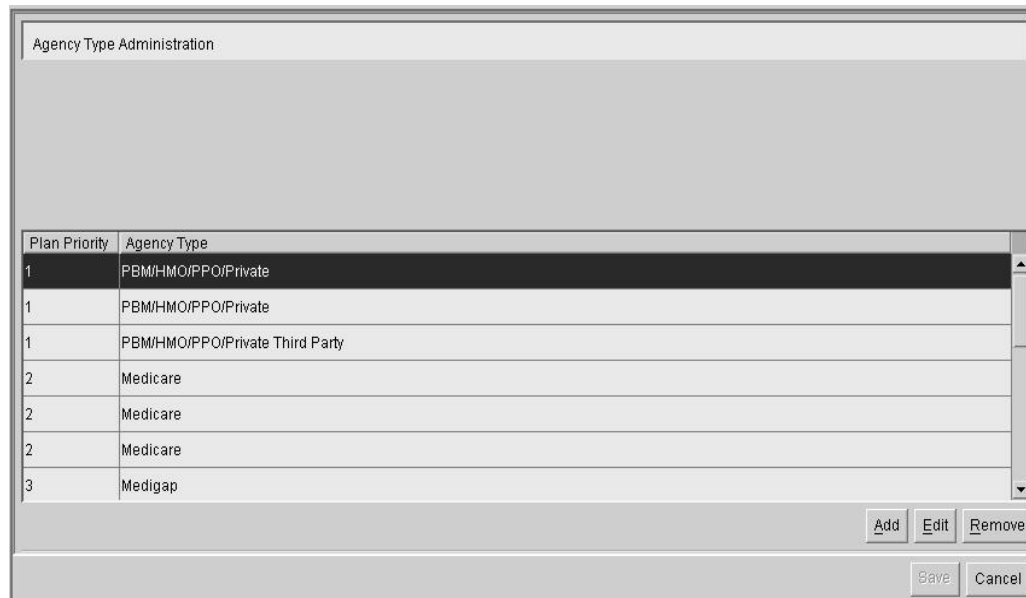 Agency Type Administration
Plan Priority Agency Type
1 PBM/HMO/PPO/Private
1 PBM/HMO/PPO/Private
1 PBM/HMO/PPO/Private Third Party
2 Medicare
2 Medicare
2 Medicare
3 Medigap
Add Edit Remove
Save Cancel